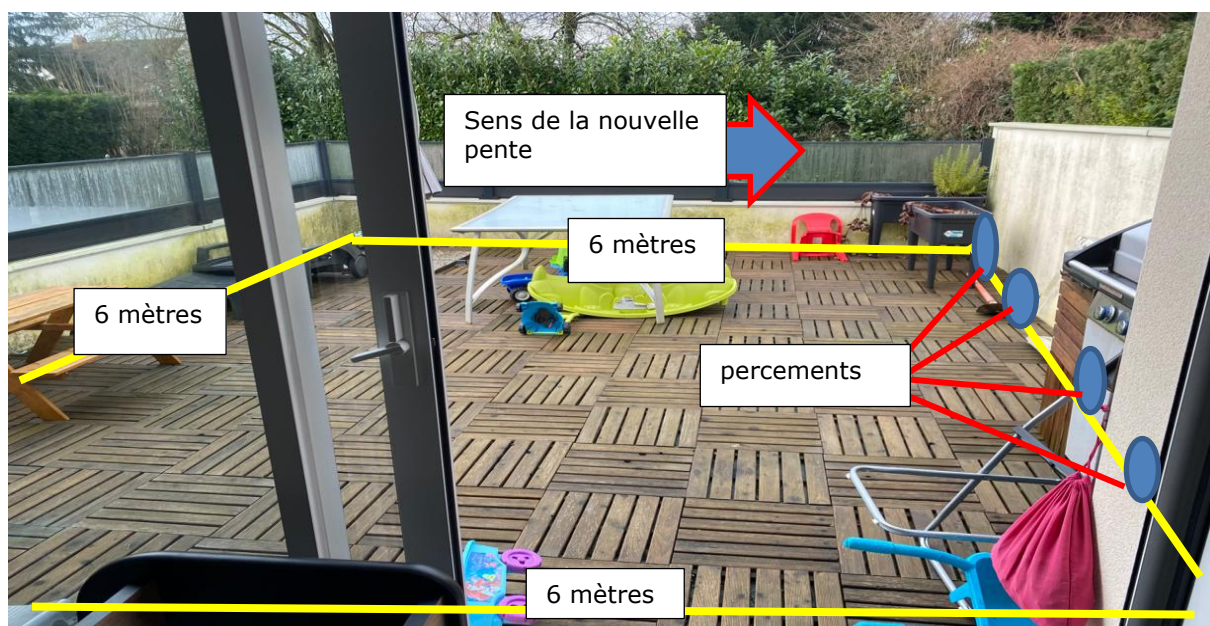 Sens de la nouvelle
pente
6 mètres
6 mètres
percements
6 mètres